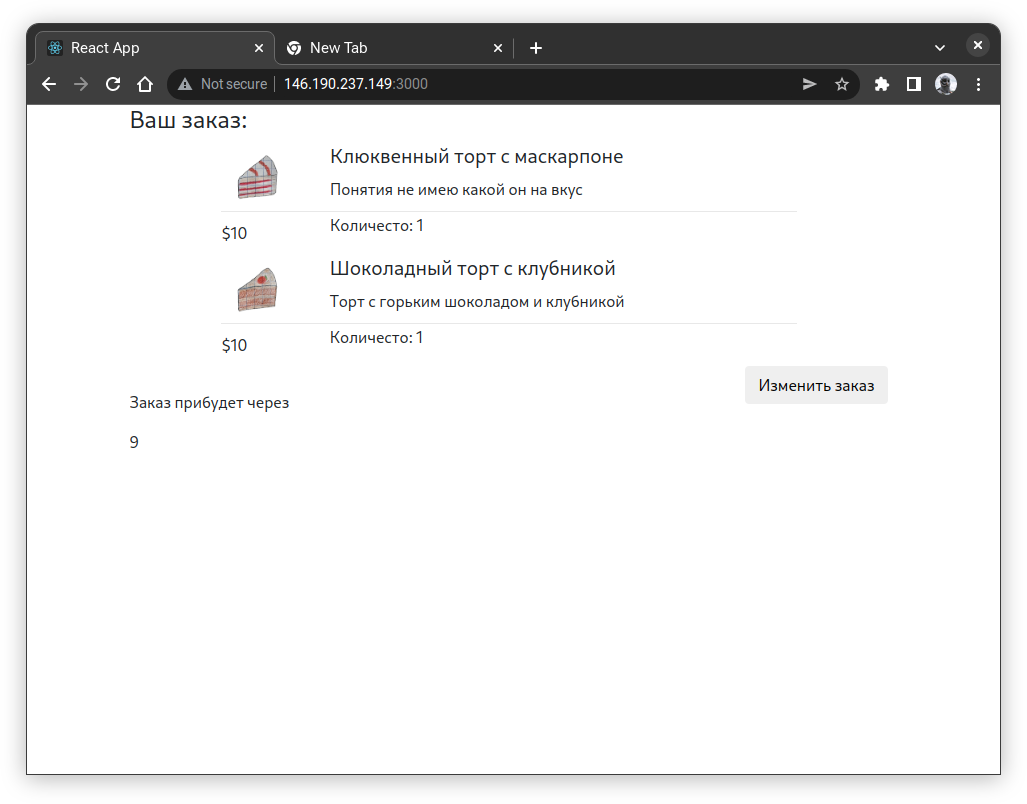 React App
New Tab
Not secure
146.190.237.149:3000
Ваш заказ:
Клюквенный торт с маскарпоне
Понятия не имею какой он на вкус
$10
Количесто: 1
Шоколадный торт с клубникой
Торт с горьким шоколадом и клубникой
$10
Количесто: 1
Изменить заказ
Заказ прибудет через
9